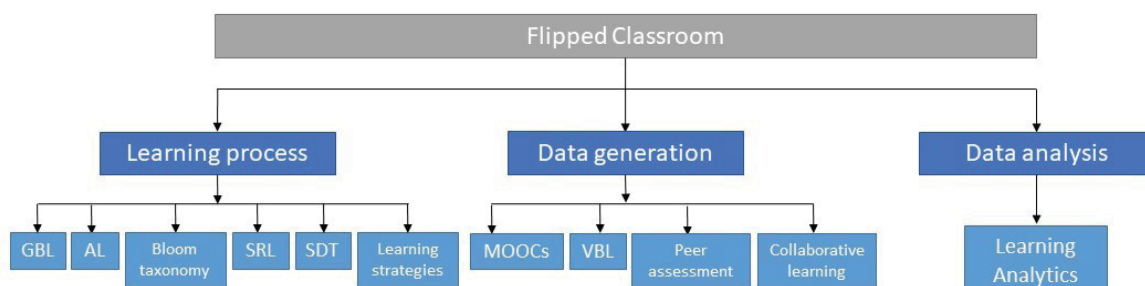 Flipped Classroom
Learning process
Data generation
Data analysis
GBL
AL
Bloom
taxonomy
SRL
SDT
Learning
strategies
MOOCs
VBL
Peer
assessment
Collaborative
learning
Learning
Analytics